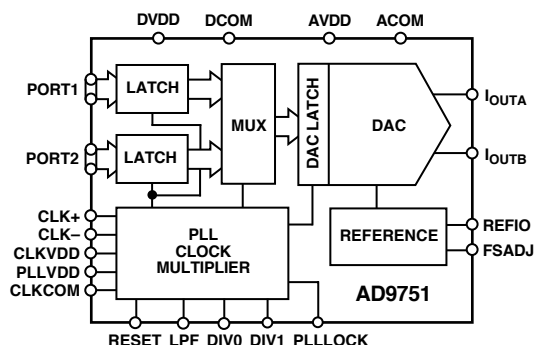 DVDD DCOM AVDD ACOM
PORT1
LATCH
MUX
DAC LATCH
DAC
IOUTA
PORT2
LATCH
IOUTB
CLK+
CLK–
CLKVDD
PLLVDD
CLKCOM
PLL
CLOCK
MULTIPLIER
REFERENCE
REFIO
FSADJ
AD9751
RESET LPF DIV0 DIV1 PLLLOCK